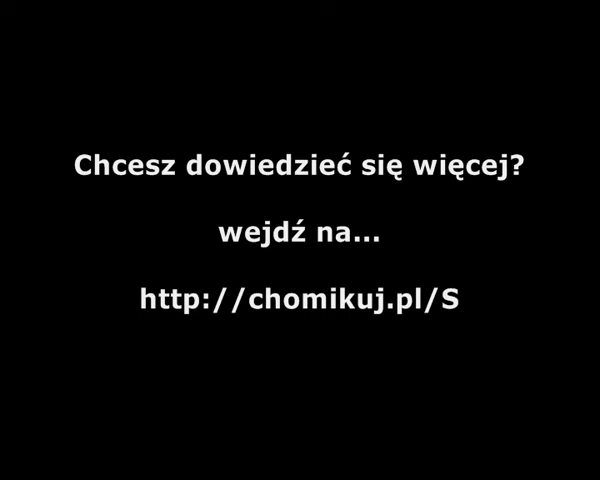 Chcesz dowiedzieć się więcej?
wejdź na...
http://chomikuj.pl/S